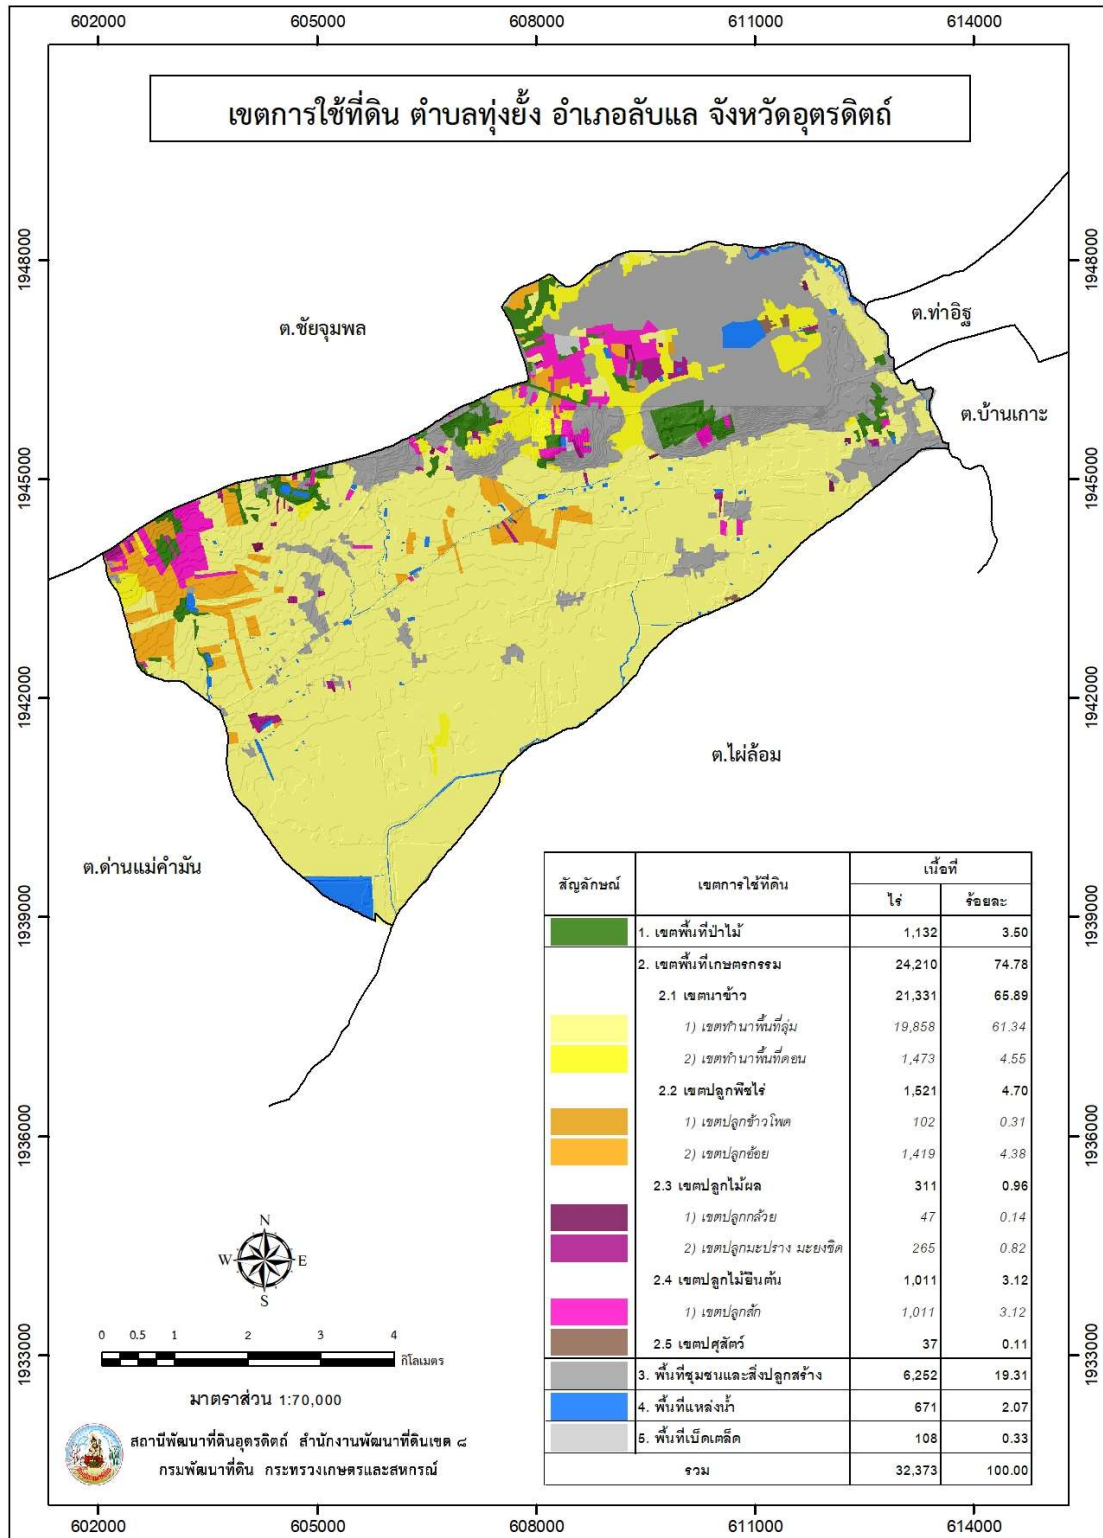 602000 605000 608000 611000 614000
เขตการใช้ที่ดิน ตำบลทุ่งยั้ง อำเภอลับแล จังหวัดอุตรดิตถ์
1948000 1948000
ต.ท่าอิฐ
ต.ชัยจุมพล
ต.บ้านเกาะ
1945000 1945000
1942000 1942000
ต.ไผ่ล้อม
ต.ด่านแม่คำมัน
1939000 1939000
สัญลักษณ์ เขตการใช้ที่ดิน เนื้อที่
ไร่ ร้อยละ
1. เขตพื้นที่ป่าไม้ 1,132 3.50
2. เขตพื้นที่เกษตรกรรม 24,210 74.78
2.1 เขตนาข้าว 21,331 65.89
1) เขตทำนาพื้นที่ลุ่ม 19,858 61.34
2) เขตทำนาพื้นที่ดอน 1,473 4.55
2.2 เขตปลูกพืชไร่ 1,521 4.70
1) เขตปลูกข้าวโพด 102 0.31
2) เขตปลูกอ้อย 1,419 4.38
2.3 เขตปลูกไม้ผล 311 0.96
1) เขตปลูกกล้วย 47 0.14
2) เขตปลูกมะปราง มะยงชิด 265 0.82
2.4 เขตปลูกไม้ยืนต้น 1,011 3.12
1) เขตปลูกสัก 1,011 3.12
2.5 เขตปศุสัตว์ 37 0.11
3. พื้นที่ชุมชนและสิ่งปลูกสร้าง 6,252 19.31
4. พื้นที่แหล่งน้ำ 671 2.07
5. พื้นที่เบ็ดเตล็ด 108 0.33
รวม 32,373 100.00
1936000 1936000
N
W E
S
1933000 1933000
0 0.5 1 2 3 4
กิโลเมตร
มาตราส่วน 1:70,000
สถานีพัฒนาที่ดินอุตรดิตถ์ สำนักงานพัฒนาที่ดินเขต ๘
กรมพัฒนาที่ดิน กระทรวงเกษตรและสหกรณ์
602000 605000 608000 611000 614000